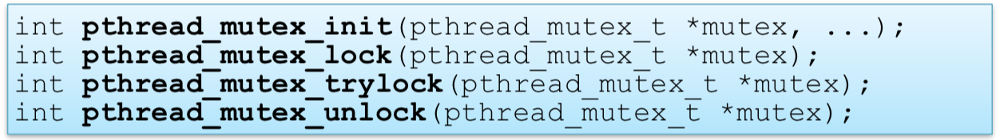 int pthread_mutex_init(pthread_mutex_t *mutex, ...);
int pthread_mutex_lock(pthread_mutex_t *mutex);
int pthread_mutex_trylock(pthread_mutex_t *mutex);
int pthread_mutex_unlock(pthread_mutex_t *mutex);